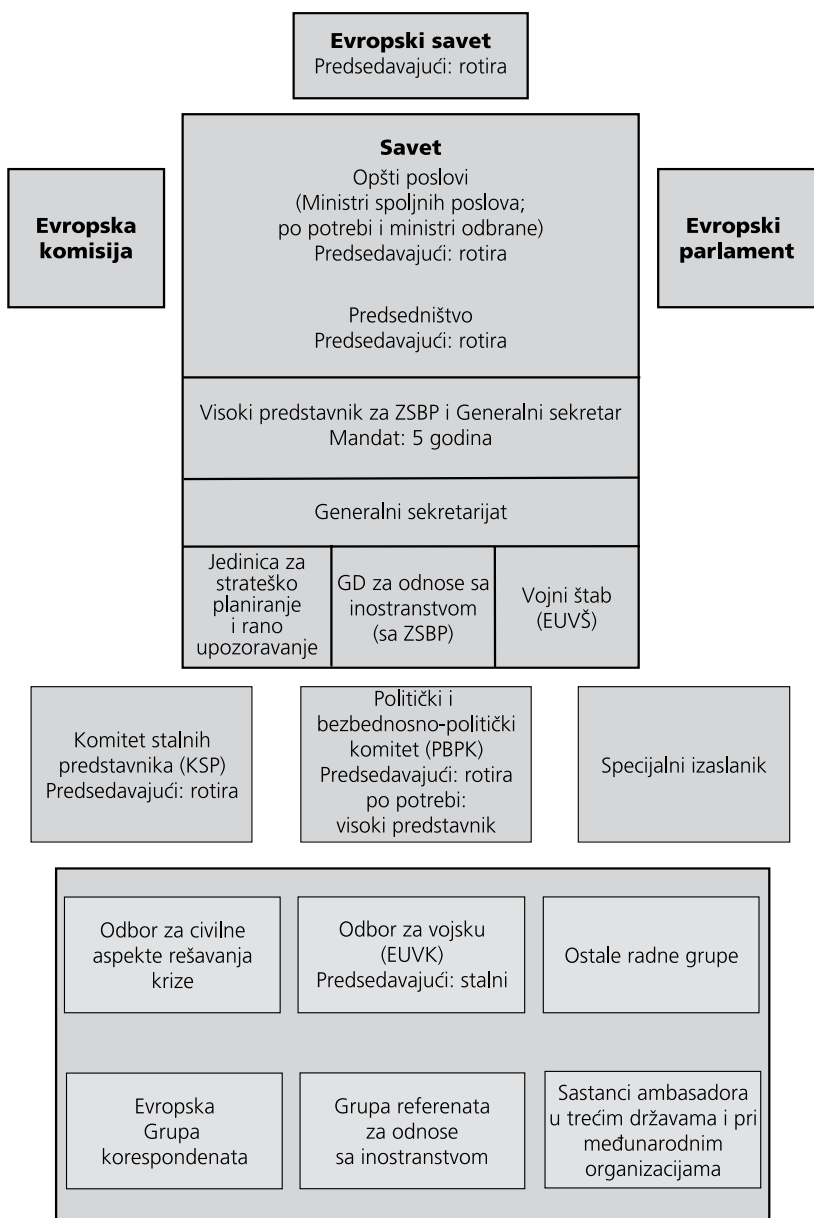 Evropski savet
Predsedavajući: rotira
Savet
Opšti poslovi
(Ministri spoljnih poslova;
po potrebi i ministri odbrane)
Predsedavajući: rotira
Predsedništvo
Predsedavajući: rotira
Evropska
komisija
Evropski
parlament
Visoki predstavnik za ZSBP i Generalni sekretar
Mandat: 5 godina
Generalni sekretarijat
Jedinica za
strateško
planiranje
i rano
upozoravanje
GD za odnose sa
inostranstvom
(sa ZSBP)
Vojni štab
(EUVŠ)
Komitet stalnih
predstavnika (KSP)
Predsedavajući: rotira
Politički i
bezbednosno-politički
komitet (PBPK)
Predsedavajući: rotira
po potrebi:
visoki predstavnik
Specijalni izaslanik
Odbor za civilne
aspekte rešavanja
krize
Odbor za vojsku
(EUVK)
Predsedavajući: stalni
Ostale radne grupe
Evropska
Grupa
korespondenata
Grupa referenata
za odnose
sa inostranstvom
Sastanci ambasadora
u trećim državama i pri
međunarodnim
organizacijama